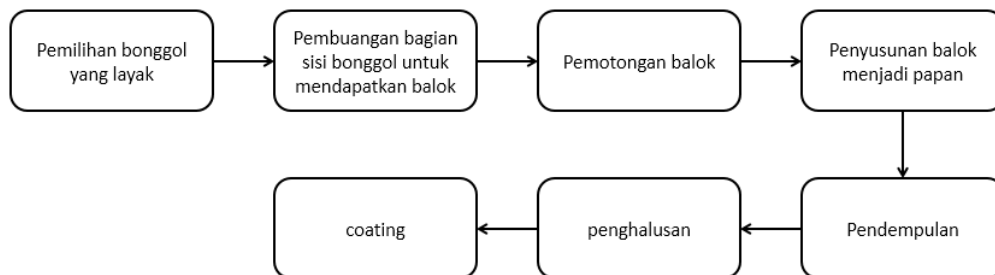 Pemilihan bonggol
yang layak
Pembuangan bagian
sisi bonggol untuk
mendapatkan balok
Pemotongan balok
Penyusunan balok
menjadi papan
Pendempulan
penghalusan
coating